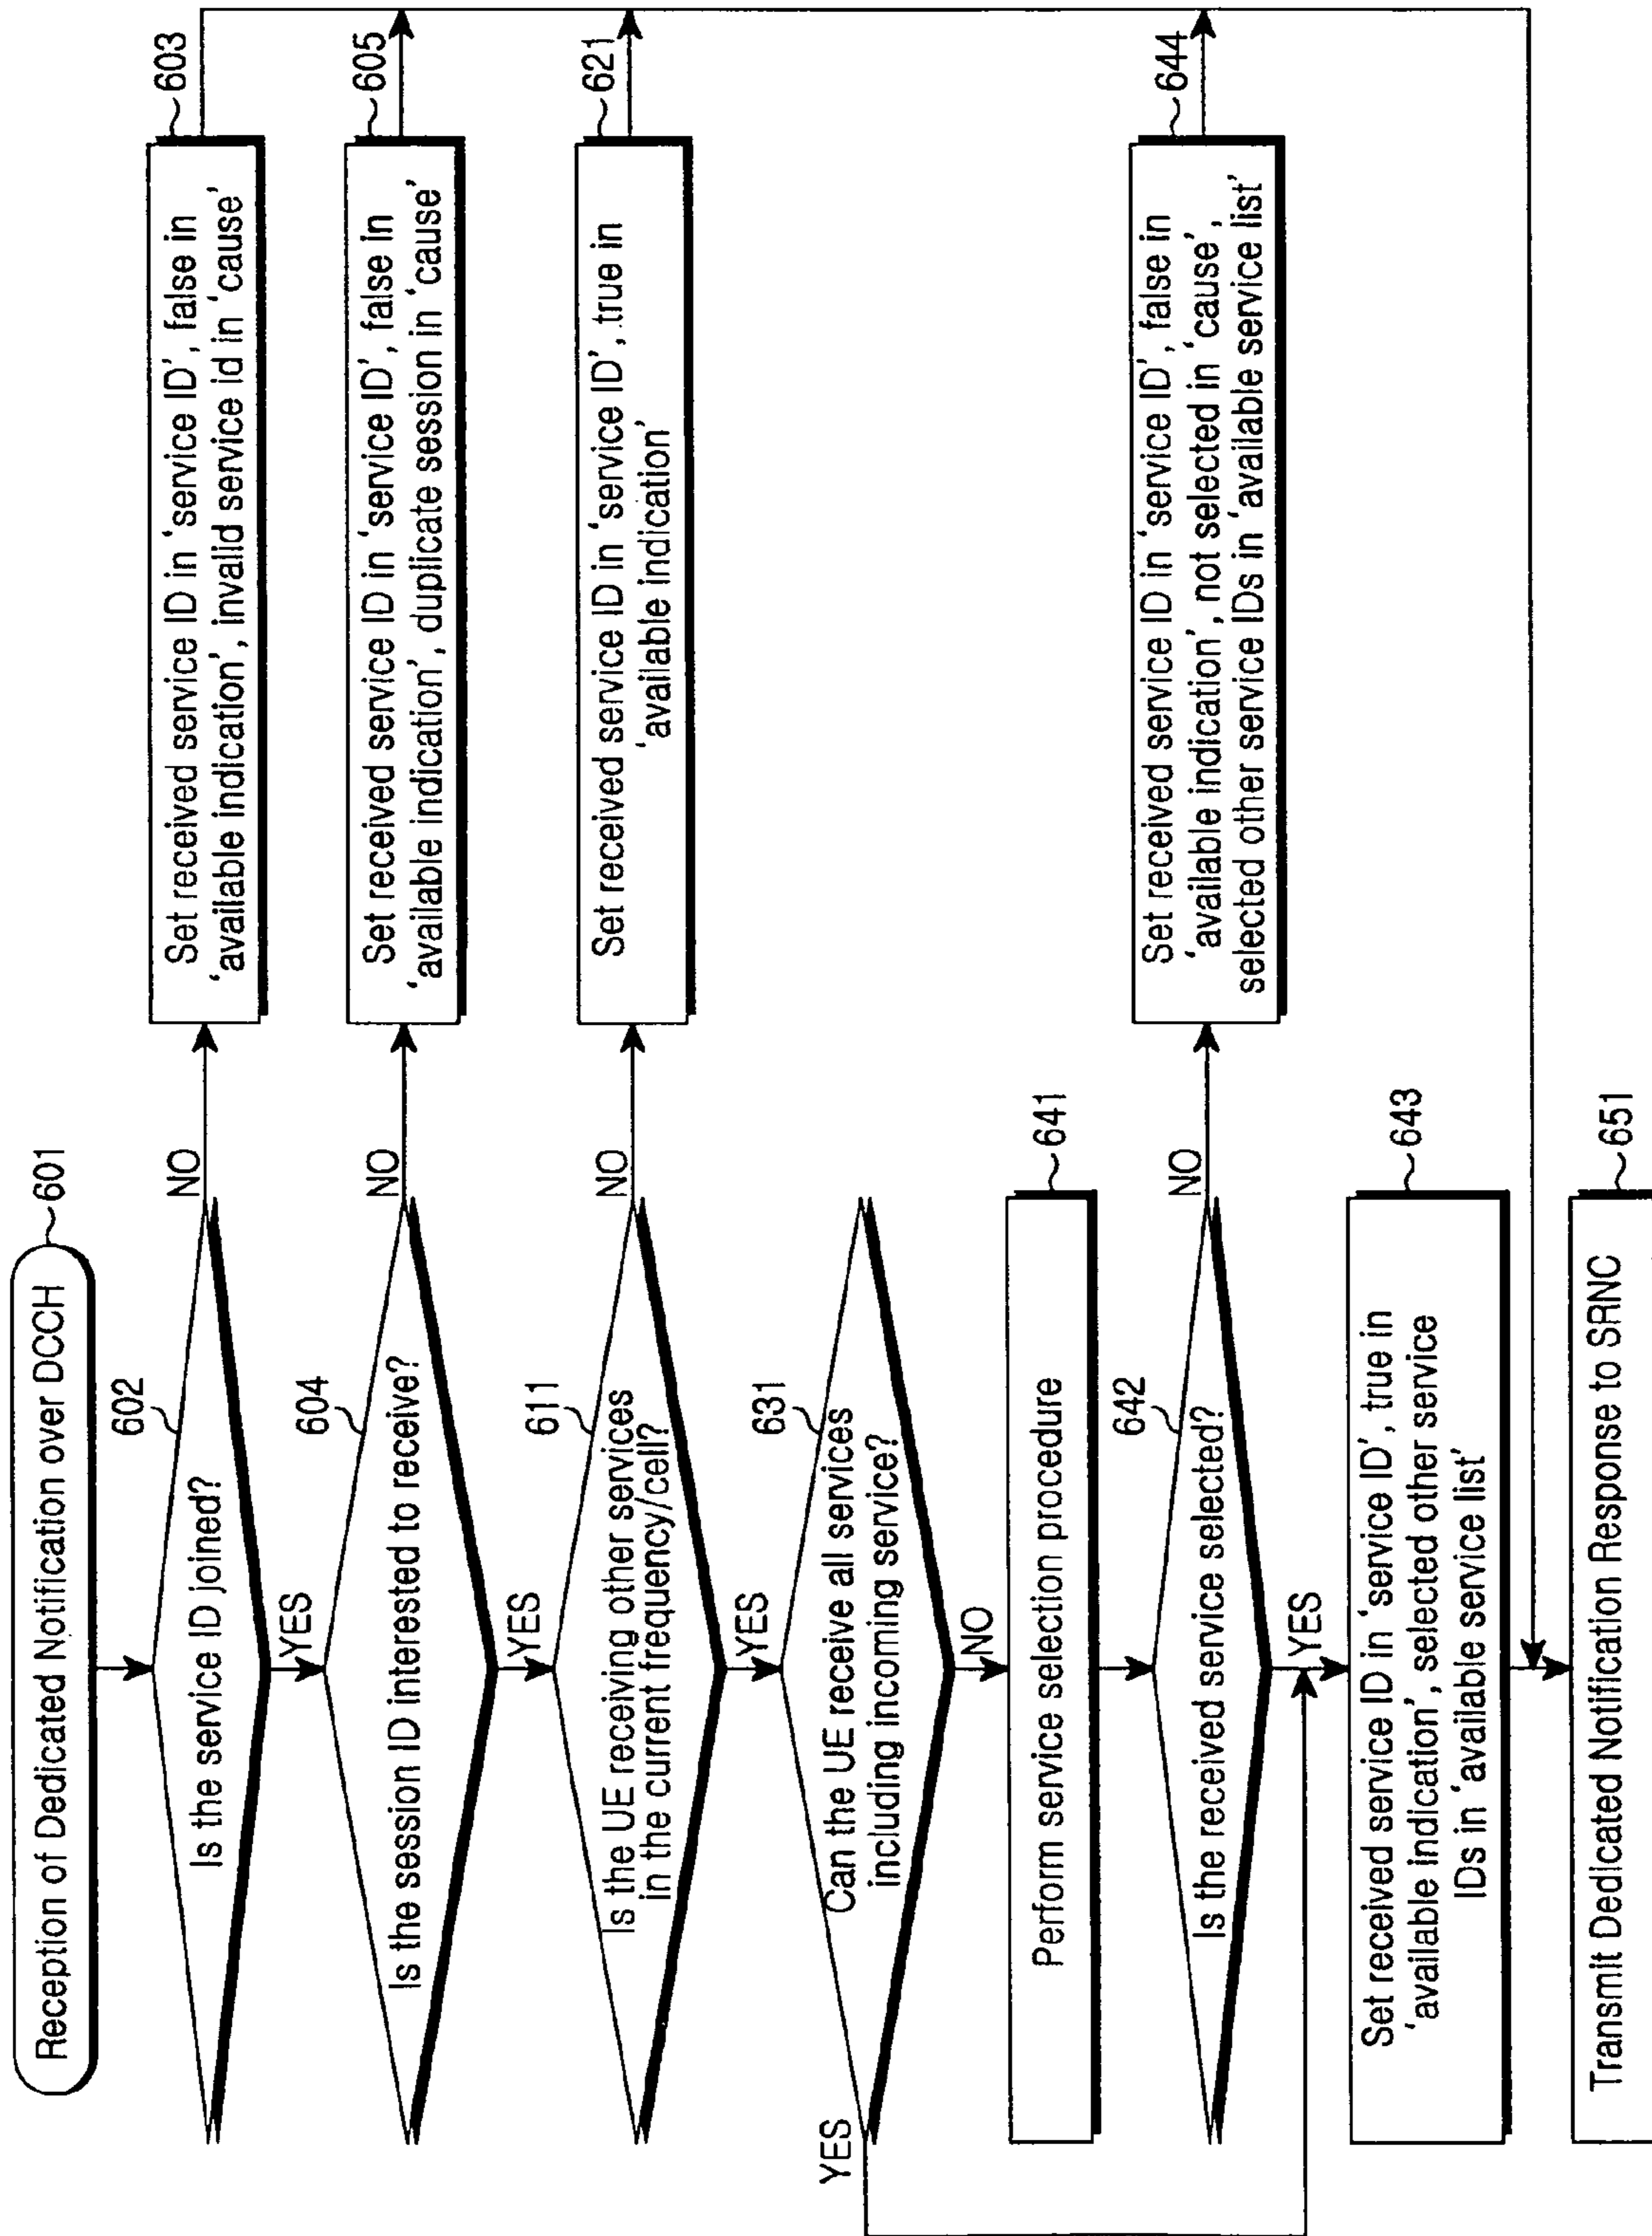 Reception of Dedicated Notification over DCCH
601
602
Is the service ID joined?
NO
Set received service ID in ‘service ID’, false in
‘available indication’, invalid service id in ‘cause’
603
YES
604
Is the session ID interested to receive?
NO
Set received service ID in ‘service ID’, false in
‘available indication’, duplicate session in ‘cause’
605
YES
611
Is the UE receiving other services
in the current frequency/cell?
NO
Set received service ID in ‘service ID’, true in
‘available indication’
621
YES
631
Can the UE receive all services
including incoming service?
YES
NO
Perform service selection procedure
641
642
Is the received service selected?
NO
Set received service ID in ‘service ID’, false in
‘available indication’, not selected in ‘cause’,
selected other service IDs in ‘available service list’
644
YES
Set received service ID in ‘service ID’, true in
‘available indication’, selected other service
IDs in ‘available service list’
643
Transmit Dedicated Notification Response to SRNC
651